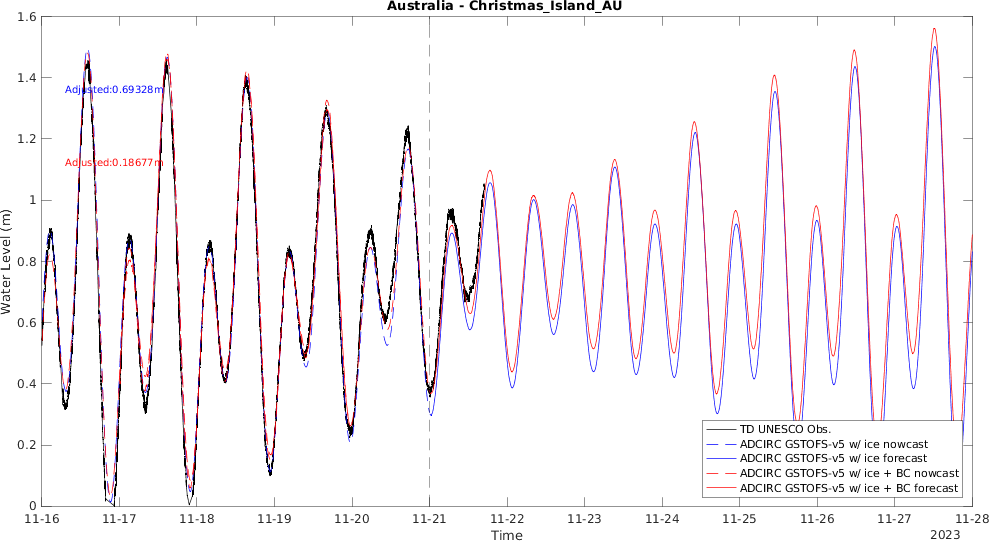 Australia - Christmas_Island_AU
1.6
1.4
1.2
1
0.8
0.6
0.4
0.2
0
Water Level (m)
Adjusted:0.69328m
Adjusted:0.18677m
TD UNESCO Obs.
ADCIRC GSTOFS-v5 w/ ice nowcast
ADCIRC GSTOFS-v5 w/ ice forecast
ADCIRC GSTOFS-v5 w/ ice + BC nowcast
ADCIRC GSTOFS-v5 w/ ice + BC forecast
11-16 11-17 11-18 11-19 11-20 11-21 11-22 11-23 11-24 11-25 11-26 11-27 11-28
Time
2023